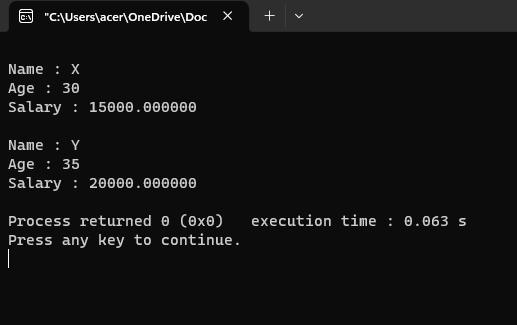 "C:\Users\acer\OneDrive\Doc
Name : X
Age : 30
Salary : 15000.000000
Name : Y
Age : 35
Salary : 20000.000000
Process returned 0 (0x0)   execution time : 0.063 s
Press any key to continue.